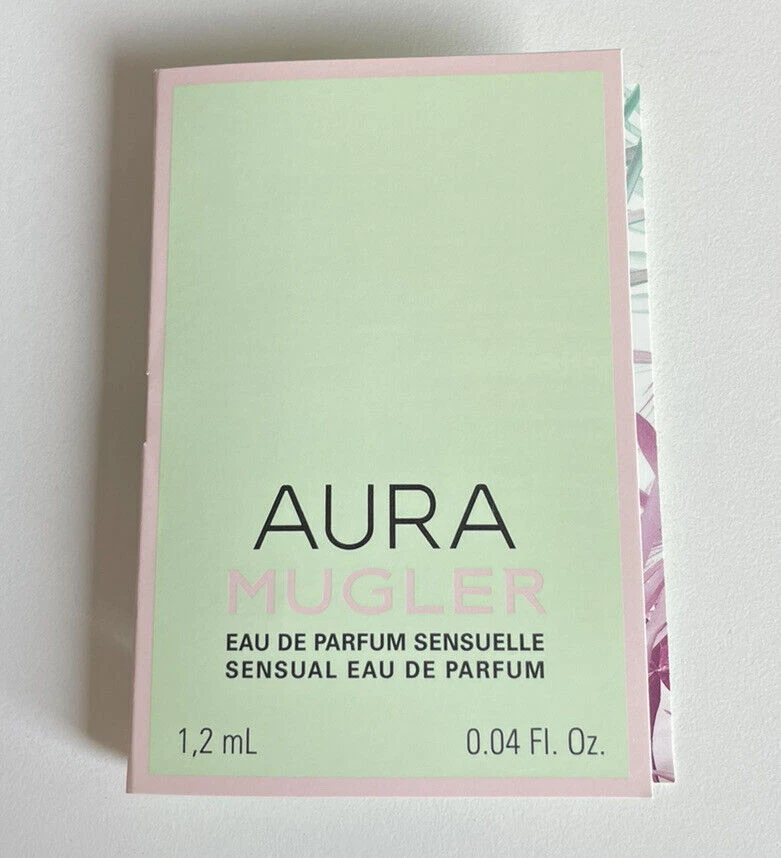 AURA
MUGLER
EAU DE PARFUM SENSUELLE
SENSUAL EAU DE PARFUM
1,2 mL 0.04 Fl. Oz.